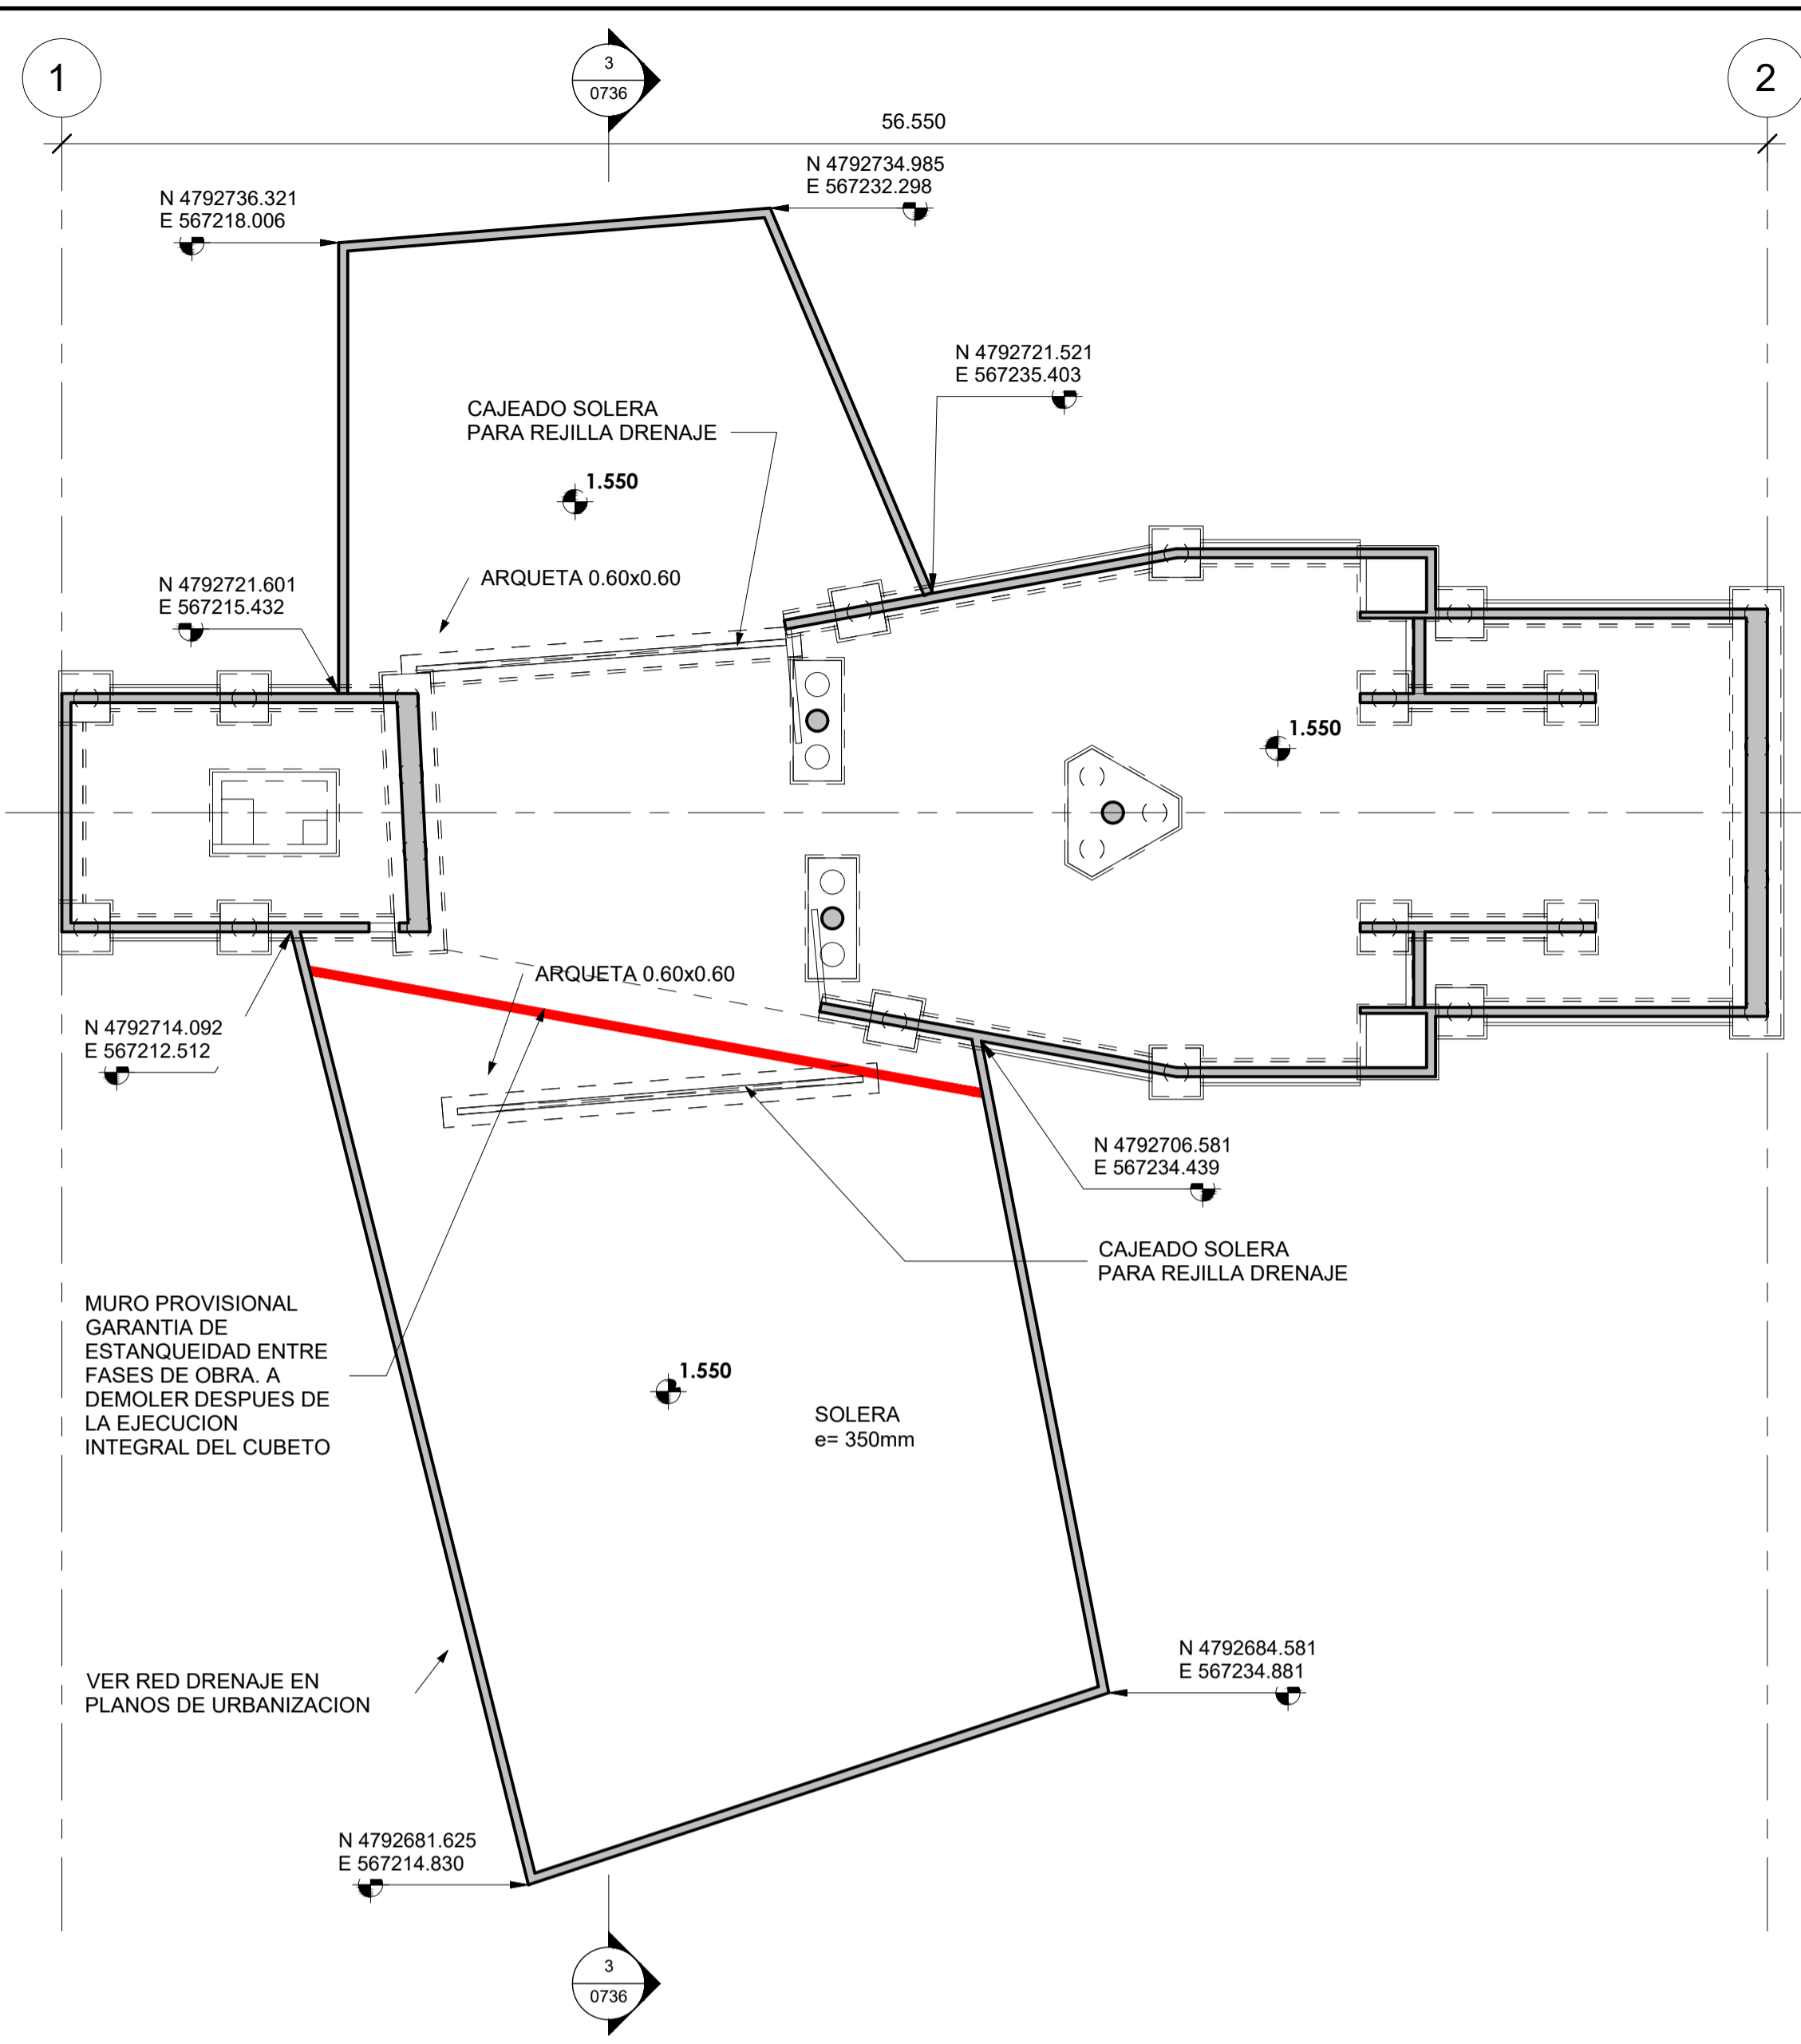 1
3
0736
2
56.550
N 4792734.985
E 567232.298
N 4792736.321
E 567218.006
N 4792721.521
E 567235.403
CAJEADO SOLERA
PARA REJILLA DRENAJE
1.550
ARQUETA 0.60x0.60
N 4792721.601
E 567215.432
1.550
ARQUETA 0.60x0.60
N 4792714.092
E 567212.512
N 4792706.581
E 567234.439
CAJEADO SOLERA
PARA REJILLA DRENAJE
MURO PROVISIONAL
GARANTIA DE
ESTANQUEIDAD ENTRE
FASES DE OBRA. A
DEMOLER DESPUES DE
LA EJECUCION
INTEGRAL DEL CUBETO
1.550
SOLERA
e= 350mm
N 4792684.581
E 567234.881
VER RED DRENAJE EN
PLANOS DE URBANIZACION
N 4792681.625
E 567214.830
3
0736